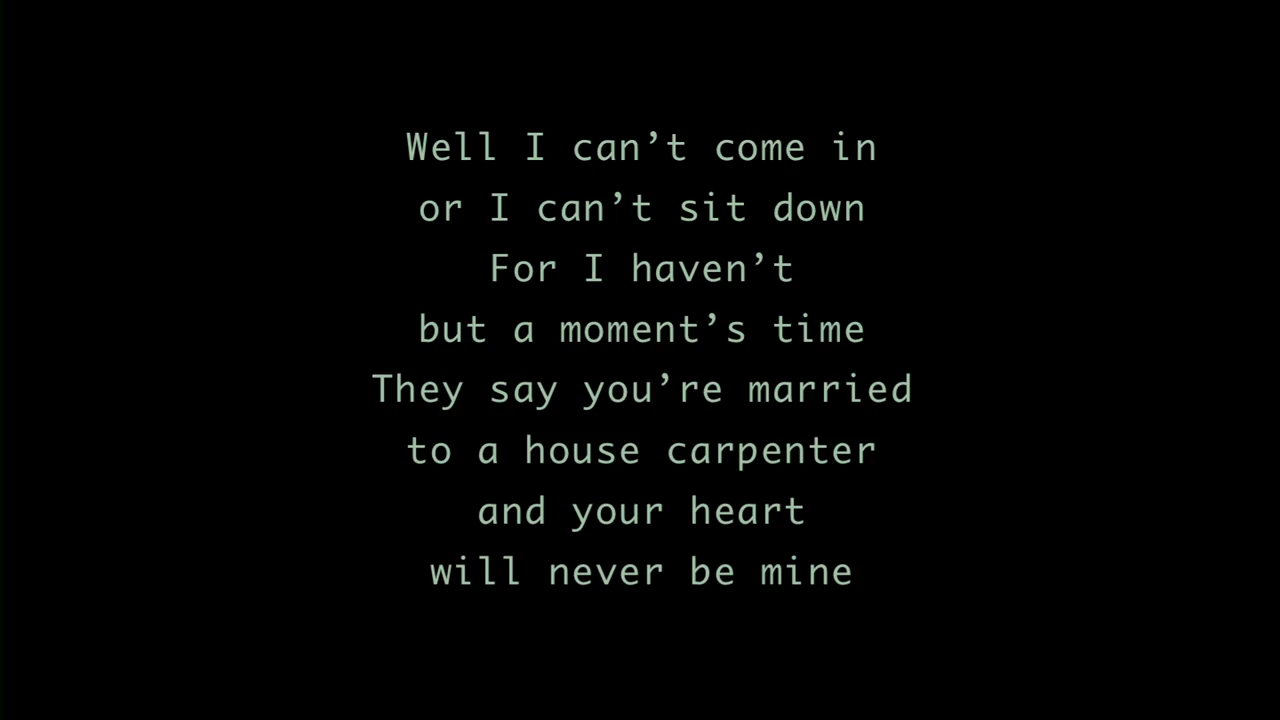 Well I can’t come in
or I can’t sit down
For I haven’t
but a moment’s time
They say you’re married
to a house carpenter
and your heart
will never be mine